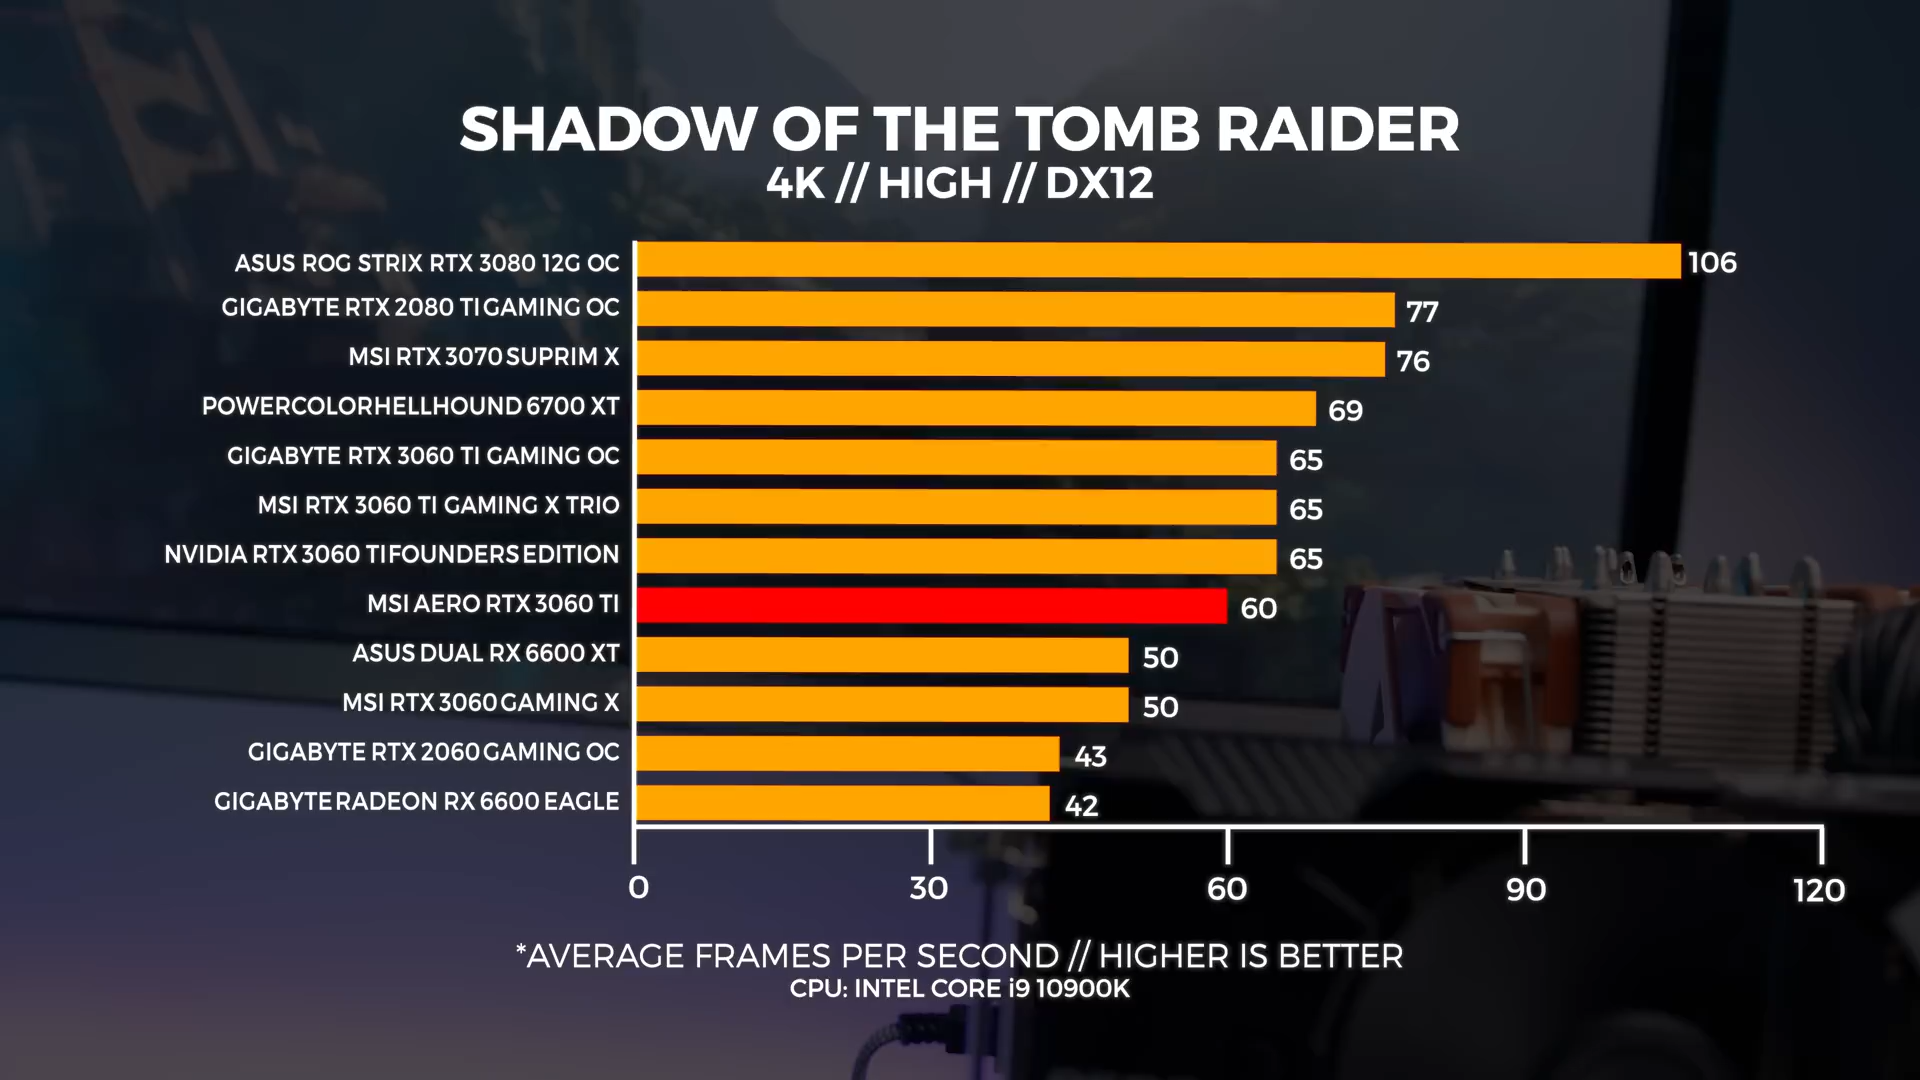 SHADOW OF THE TOMB RAIDER
4K // HIGH // DX12
ASUS ROG STRIX RTX 3080 12G OC 106
GIGABYTE RTX 2080 TI GAMING OC 77
MSI RTX 3070 SUPRIM X 76
POWERCOLOR HELLHOUND 6700 XT 69
GIGABYTE RTX 3060 TI GAMING OC 65
MSI RTX 3060 TI GAMING X TRIO 65
NVIDIA RTX 3060 TI FOUNDERS EDITION 65
MSI AERO RTX 3060 TI 60
ASUS DUAL RX 6600 XT 50
MSI RTX 3060 GAMING X 50
GIGABYTE RTX 2060 GAMING OC 43
GIGABYTE RADEON RX 6600 EAGLE 42
0 30 60 90 120
*AVERAGE FRAMES PER SECOND // HIGHER IS BETTER
CPU: INTEL CORE i9 10900K